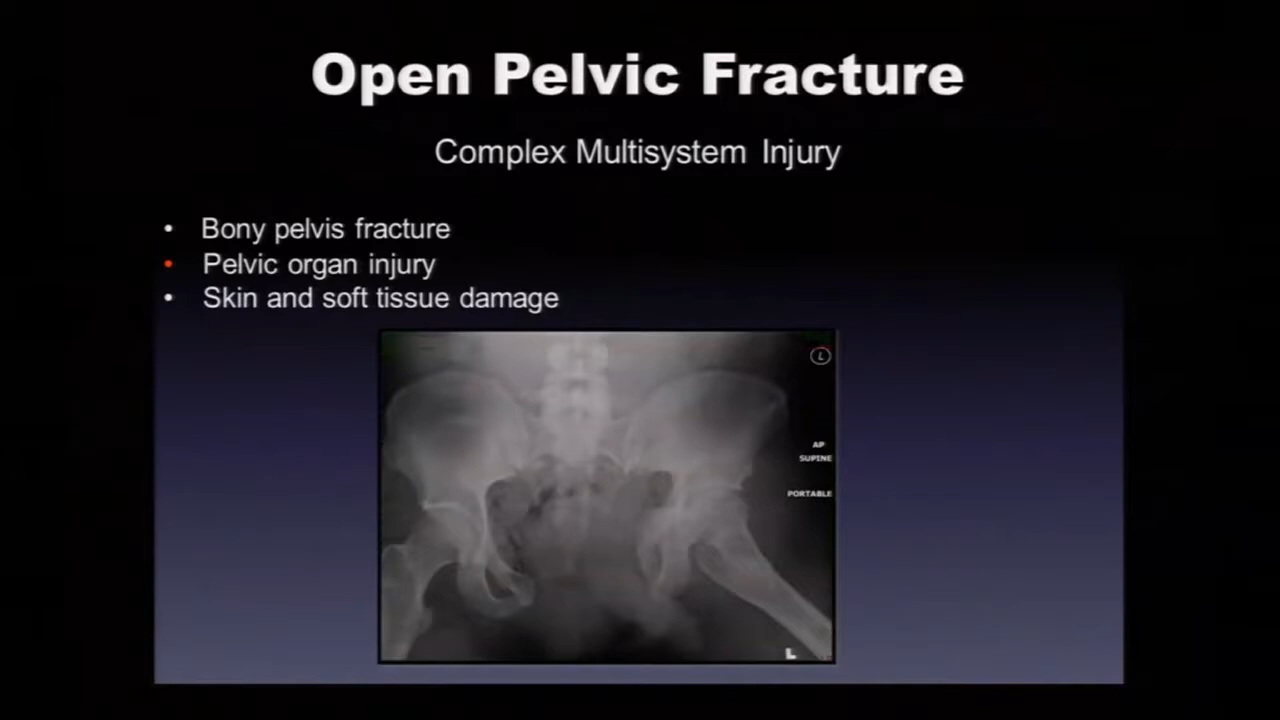 Open Pelvic Fracture
Complex Multisystem Injury
• Bony pelvis fracture
• Pelvic organ injury
• Skin and soft tissue damage
L
AP
SUPINE
PORTABLE
L